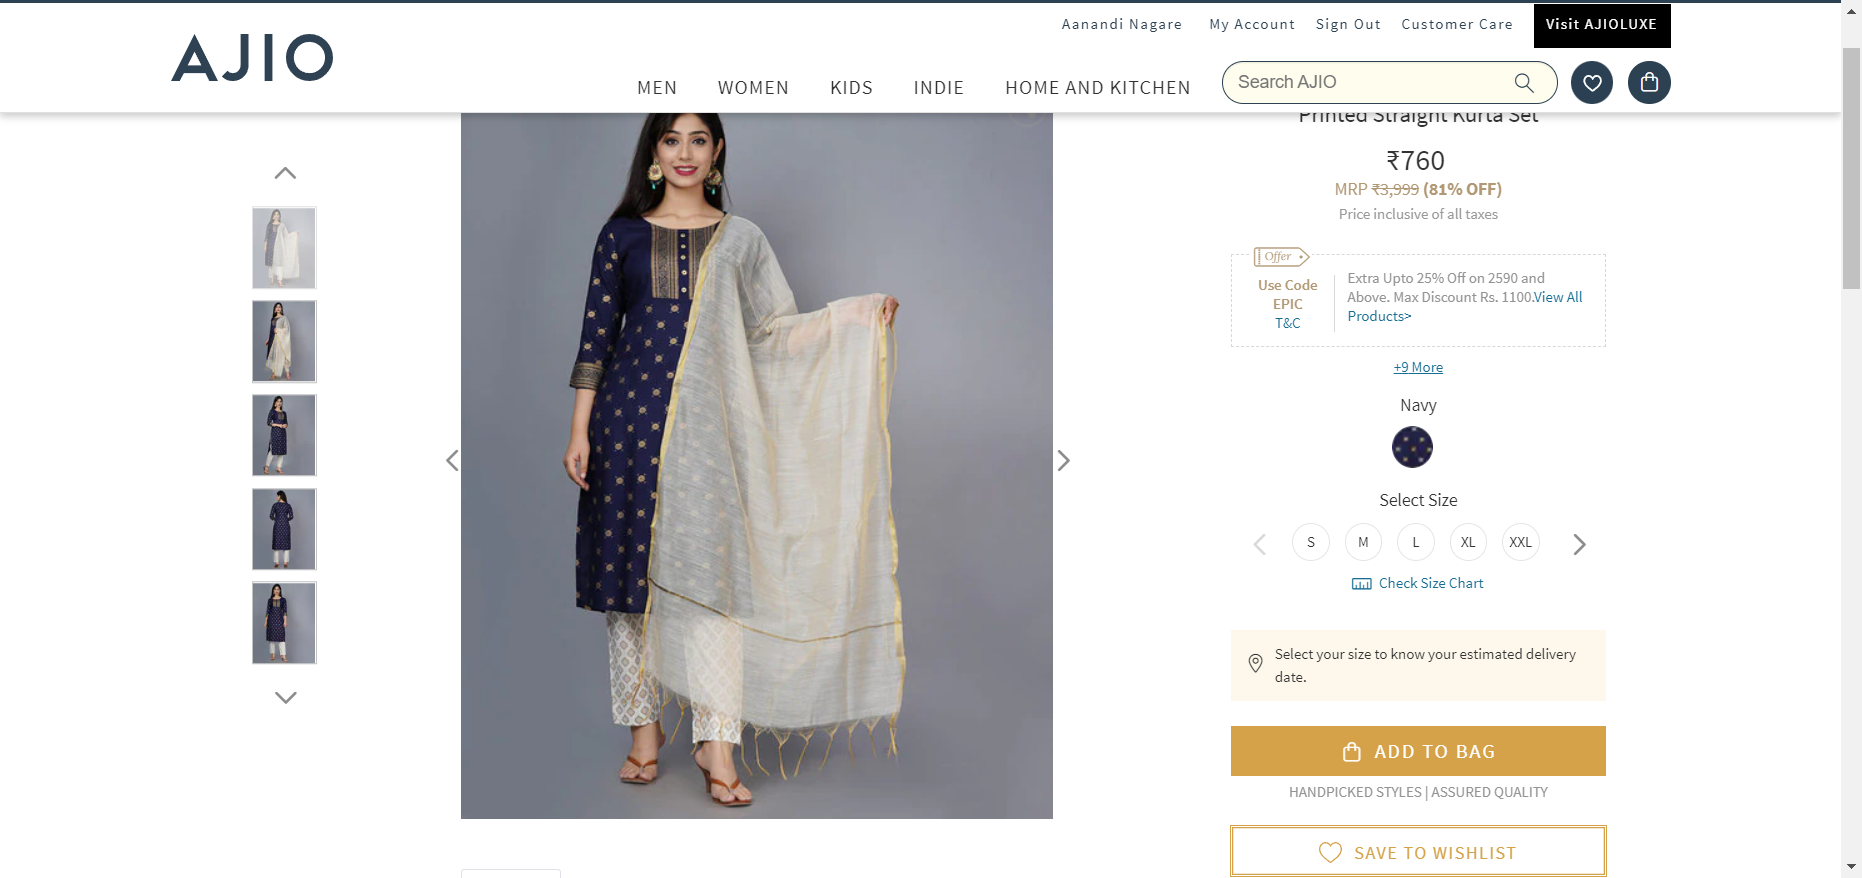 Aanandi Nagare My Account Sign Out Customer Care Visit AJIOLUXE
AJIO
MEN WOMEN KIDS INDIE HOME AND KITCHEN Search AJIO
Printed Straight Kurta Set
₹760
MRP ₹3,999 (81% OFF)
Price inclusive of all taxes
Offer
Use Code
EPIC
T&C
Extra Upto 25% Off on 2590 and
Above. Max Discount Rs. 1100.View All
Products>
+9 More
Navy
Select Size
S M L XL XXL
Check Size Chart
Select your size to know your estimated delivery
date.
ADD TO BAG
HANDPICKED STYLES | ASSURED QUALITY
SAVE TO WISHLIST